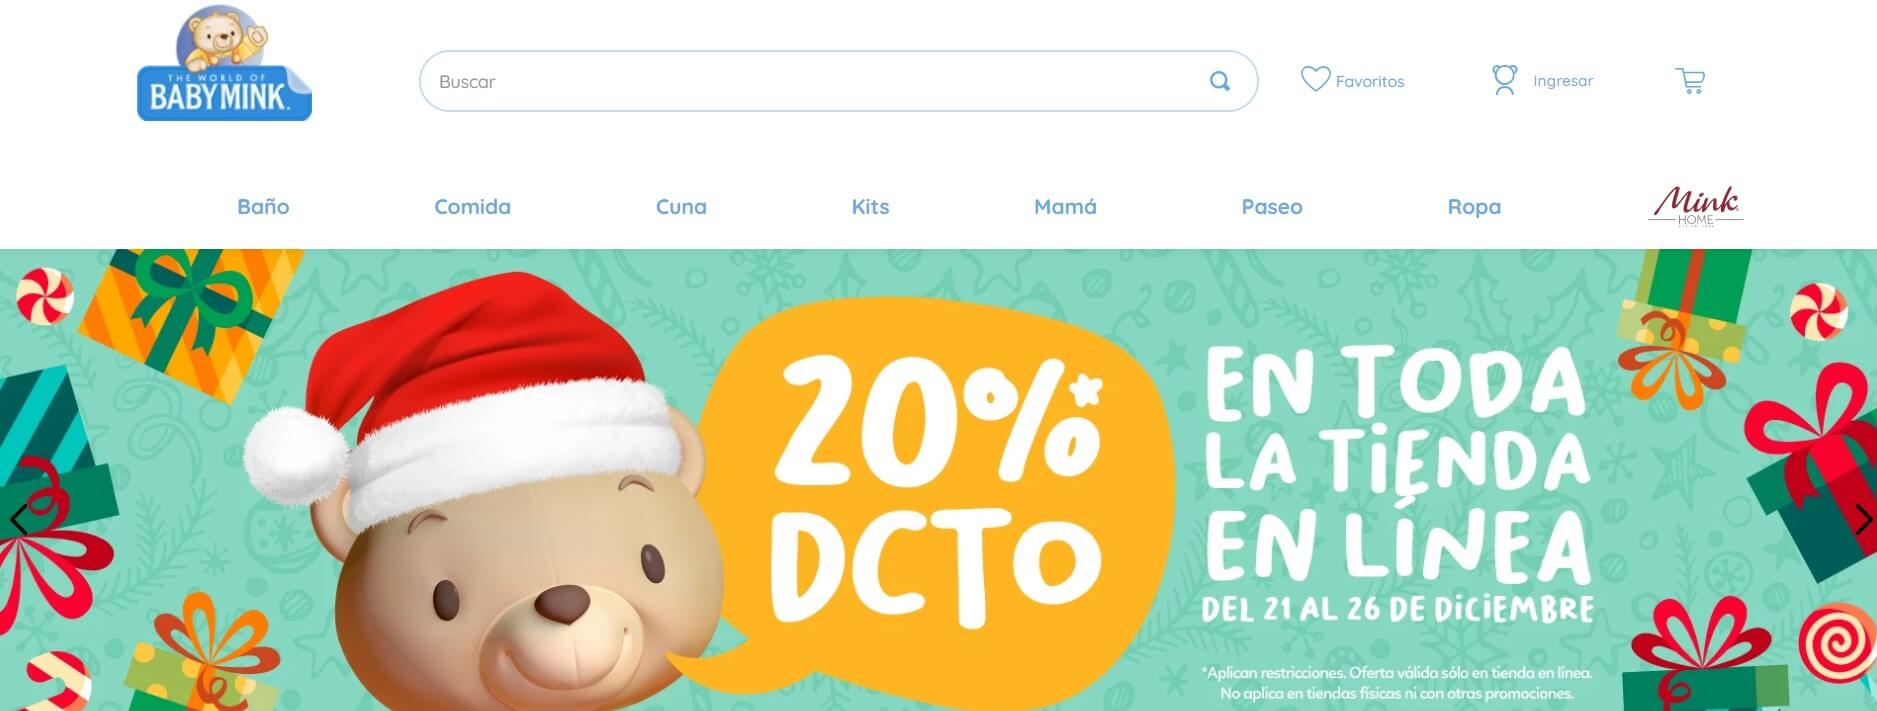 THE WORLD OF
BABY MINK.
Buscar
Favoritos
Ingresar
Baño
Comida
Cuna
Kits
Mamá
Paseo
Ropa
Mink
HOME
20%*
DCTO
EN TODA
LA TIENDA
EN LÍNEA
DEL 21 AL 26 DE DICIEMBRE
*Aplican restricciones. Oferta válida sólo en tienda en línea.
No aplica en tiendas físicas ni con otras promociones.